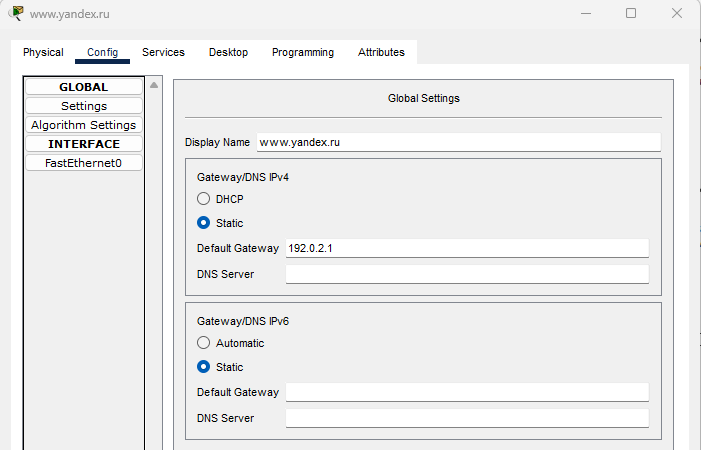 www.yandex.ru
Physical Config Services Desktop Programming Attributes
GLOBAL
Settings
Algorithm Settings
INTERFACE
FastEthernet0
Global Settings
Display Name www.yandex.ru
Gateway/DNS IPv4
DHCP
Static
Default Gateway 192.0.2.1
DNS Server
Gateway/DNS IPv6
Automatic
Static
Default Gateway
DNS Server